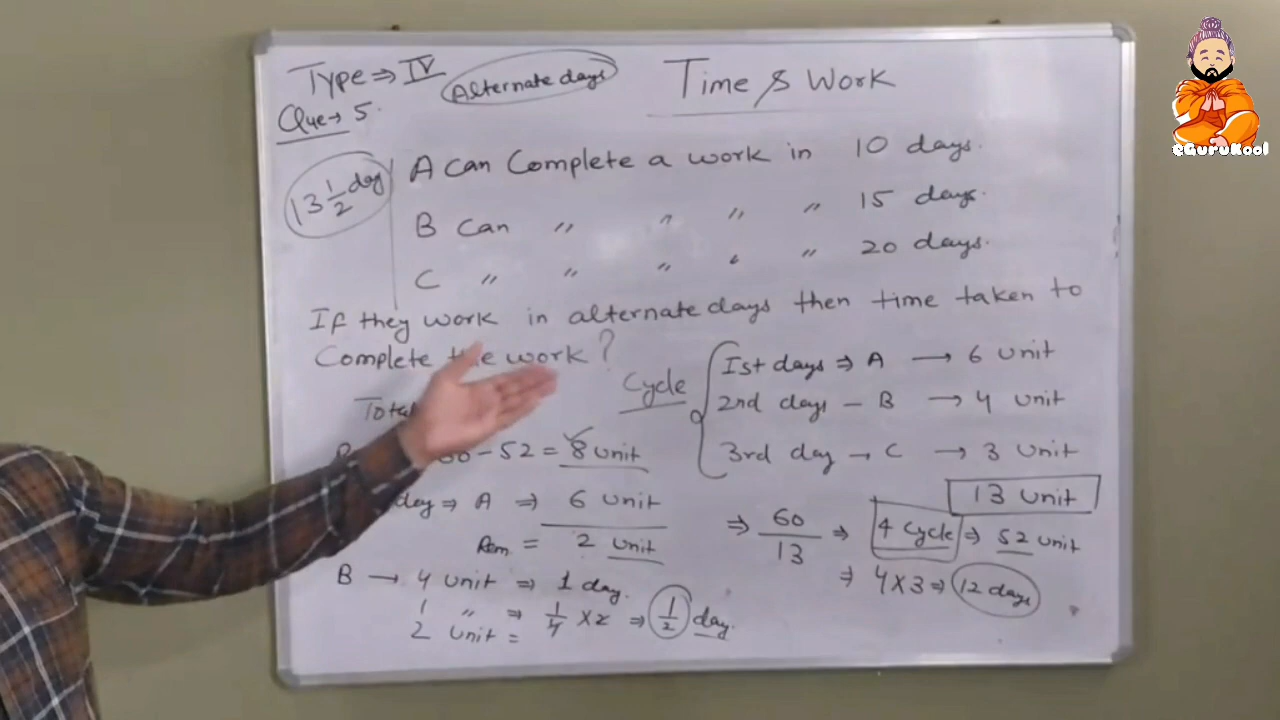 Type ⇒ IV
Alternate days
Time & Work
Que → 5.
13 1/2 day
A can Complete a work in 10 days.
B can " " " " 15 days.
C " " " " " 20 days.
If they work in alternate days then time taken to
Complete the work?
Cycle
Ist days ⇒ A → 6 unit
2nd days - B → 4 unit
3rd day → C → 3 unit
13 unit
⇒ 60/13 ⇒ 4 Cycle ⇒ 52 unit
⇒ 4x3 ⇒ 12 days
- 52 = 8 unit
day ⇒ A ⇒ 6 unit
Rem. = 2 unit
B → 4 unit ⇒ 1 day.
1 " ⇒ 1/4 x 2 ⇒ 1/2 day.
2 unit =
eGuruKool